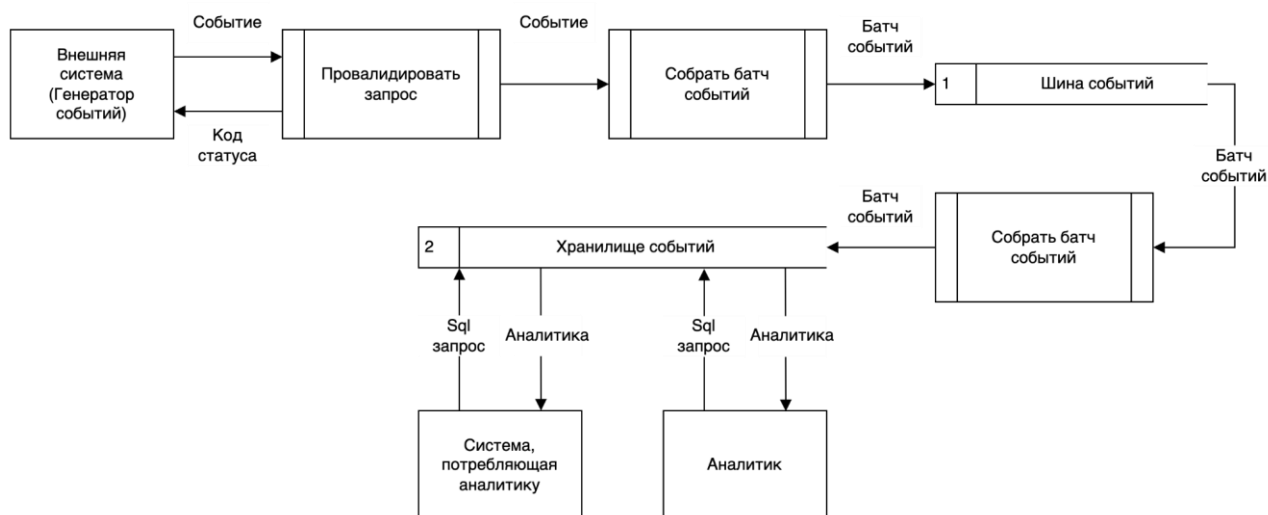 Событие
Событие
Батч
событий
Внешняя
система
(Генератор
событий)
Провалидировать
запрос
Собрать батч
событий
1
Шина событий
Код
статуса
Батч
событий
Батч
событий
Собрать батч
событий
2
Хранилище событий
Sql
запрос
Аналитика
Sql
запрос
Аналитика
Система,
потребляющая
аналитику
Аналитик